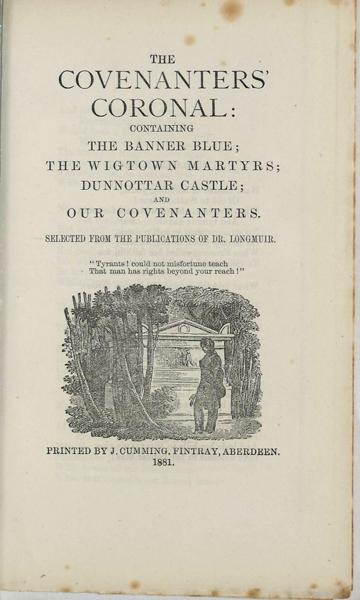 THE
COVENANTERS'
CORONAL:
CONTAINING
THE BANNER BLUE;
THE WIGTOWN MARTYRS;
DUNNOTTAR CASTLE;
AND
OUR COVENANTERS.
SELECTED FROM THE PUBLICATIONS OF DR. LONGMUIR.
"Tyrants! could not misfortune teach
That man has rights beyond your reach!"
PRINTED BY J. CUMMING, FINTRAY, ABERDEEN.
1881.